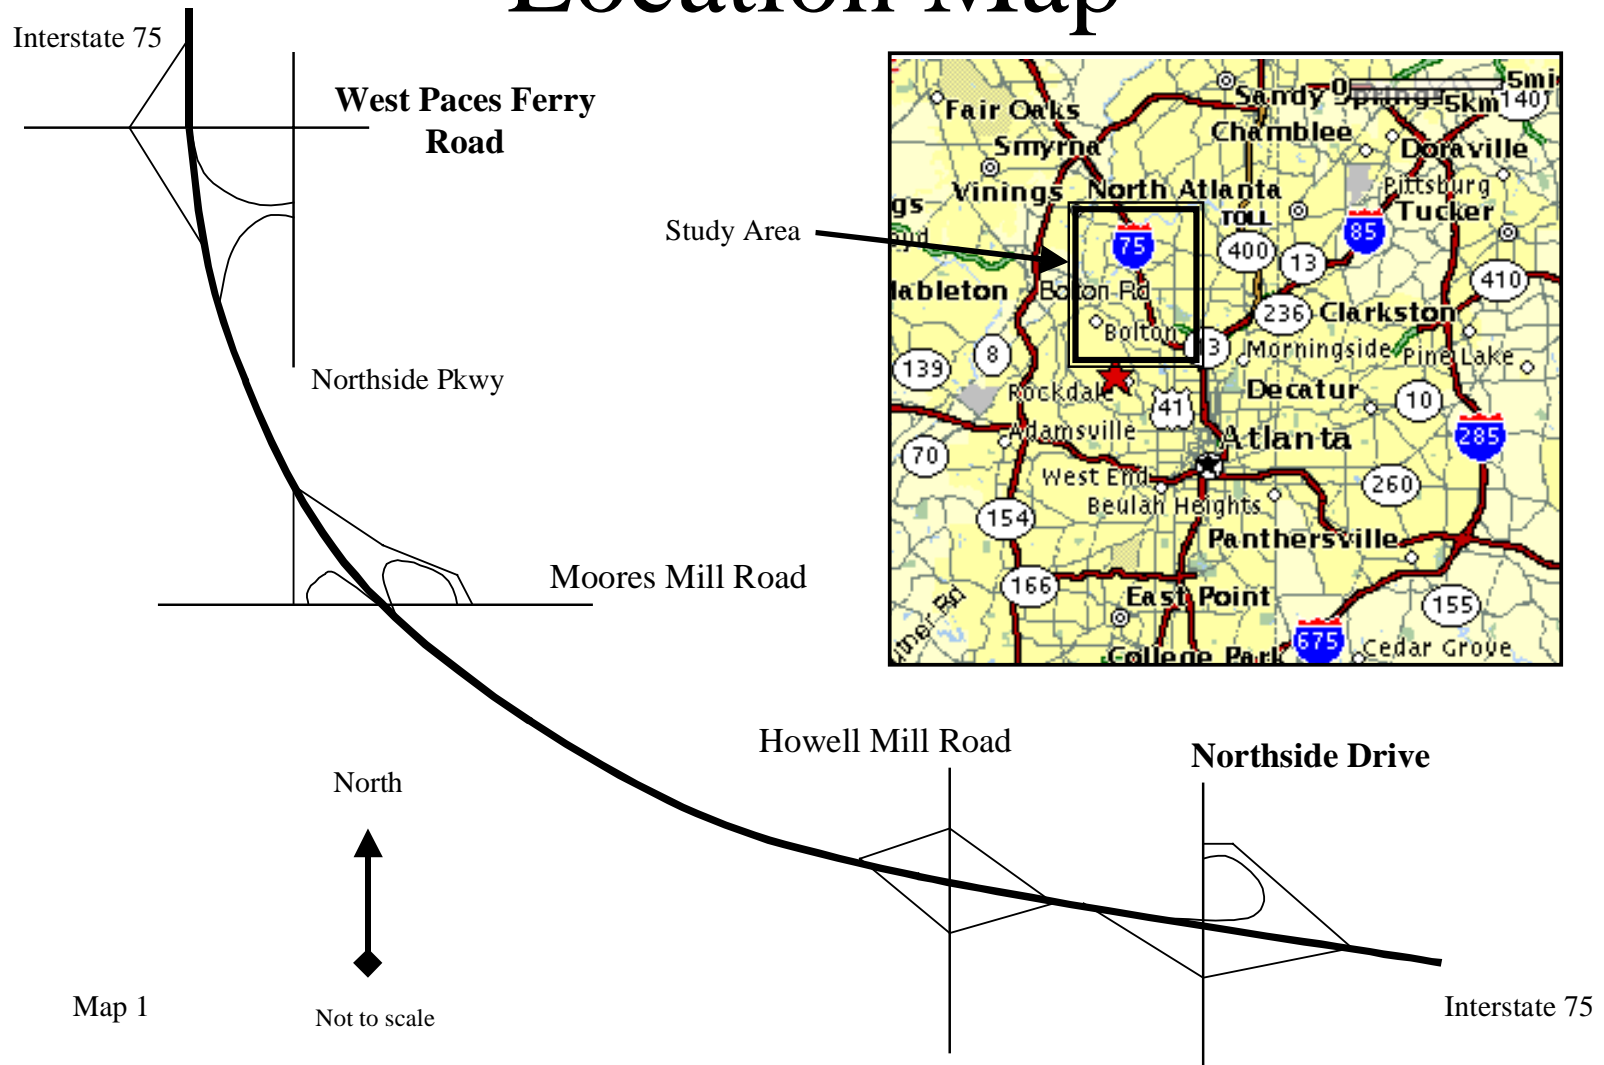 Location Map
Interstate 75
West Paces Ferry
Road
Study Area
Northside Pkwy
Moores Mill Road
Howell Mill Road
Northside Drive
North
Not to scale
Map 1
Interstate 75
0
5mi
5km
140
Fair Oaks
Sandy Springs
Chamblee
Smyrna
Doraville
Vinings
North Atlanta
Pittsburg
gs
TOLL
Tucker
75
400
85
13
410
Mableton
Bolton Rd
236
Clarkston
Bolton
8
3
Morningside
Pine Lake
139
Rockdale
41
Decatur
10
Adamsville
Atlanta
285
70
West End
260
Beulah Heights
154
Panthersville
166
East Point
155
675
College Park
Cedar Grove